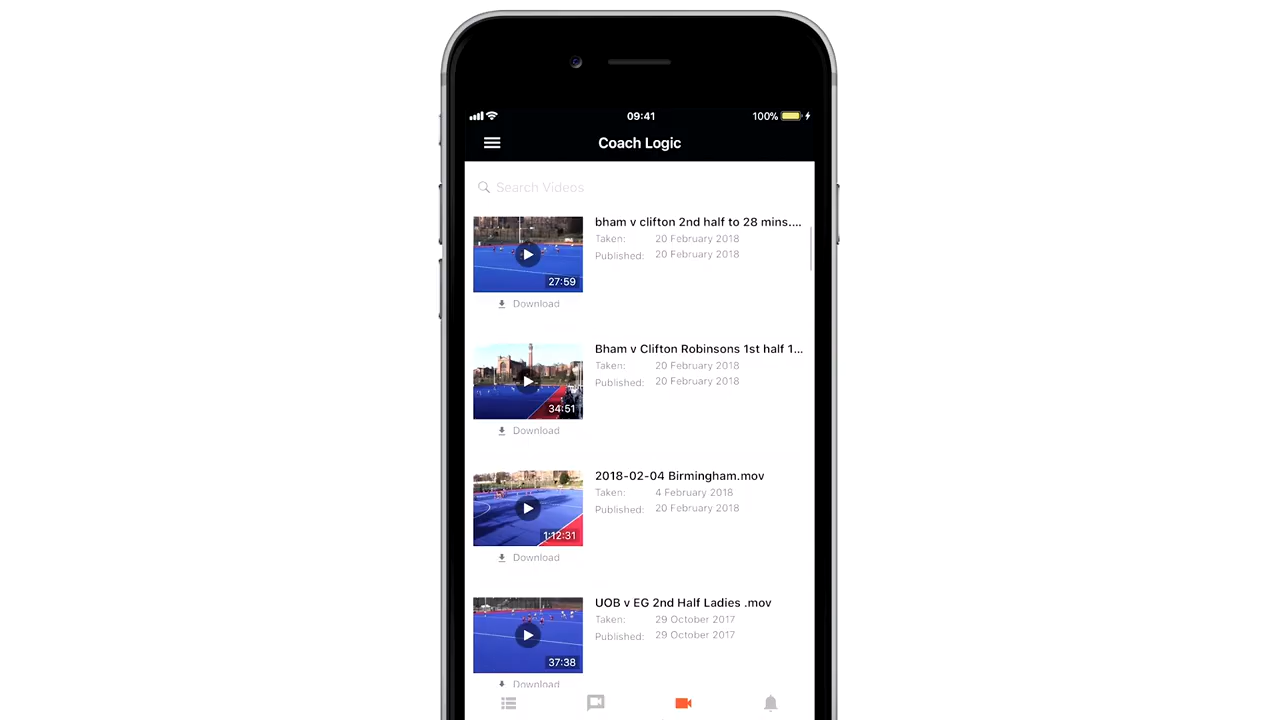 09:41
100%
Coach Logic
Search Videos
bham v clifton 2nd half to 28 mins....
Taken: 20 February 2018
Published: 20 February 2018
27:59
Download
Bham v Clifton Robinsons 1st half 1...
Taken: 20 February 2018
Published: 20 February 2018
34:51
Download
2018-02-04 Birmingham.mov
Taken: 4 February 2018
Published: 20 February 2018
1:12:31
Download
UOB v EG 2nd Half Ladies .mov
Taken: 29 October 2017
Published: 29 October 2017
37:38
Download